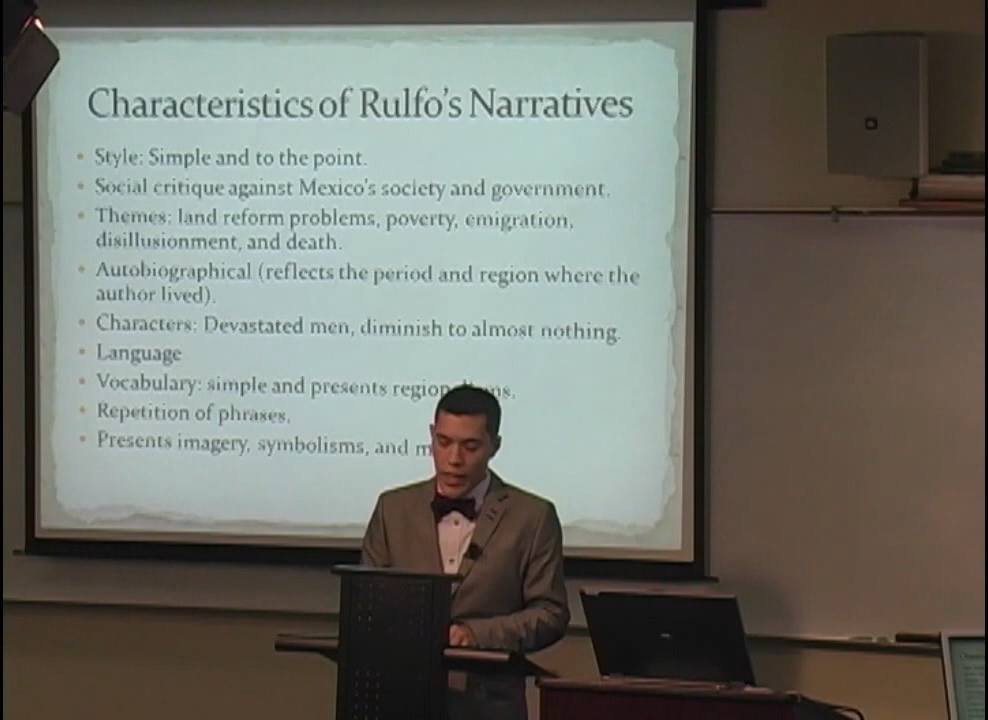 Characteristics of Rulfo's Narratives
• Style: Simple and to the point.
• Social critique against Mexico's society and government.
• Themes: land reform problems, poverty, emigration,
disillusionment, and death.
• Autobiographical (reflects the period and region where the
author lived).
• Characters: Devastated men, diminish to almost nothing.
• Language
• Vocabulary: simple and presents
• Repetition of phrases.
• Presents imagery, symbolisms, and